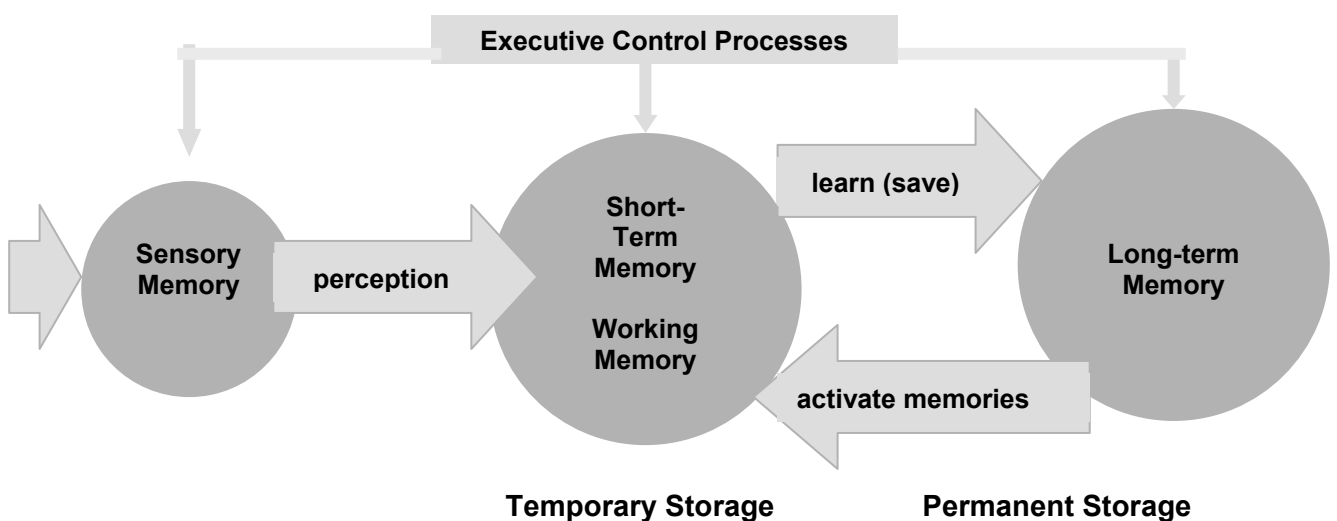 Executive Control Processes
Sensory
Memory
perception
Short-
Term
Memory
Working
Memory
learn (save)
activate memories
Long-term
Memory
Temporary Storage
Permanent Storage